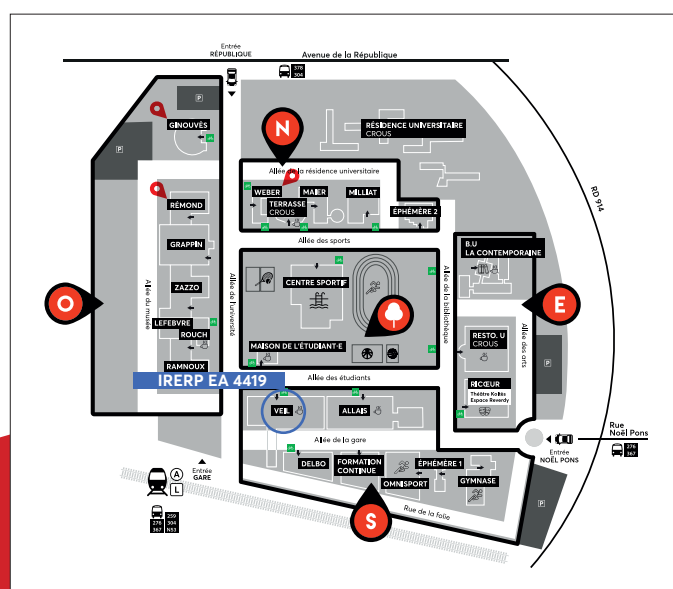 Entrée
RÉPUBLIQUE
Avenue de la République
378
304
P
GINOUVÈS
P
N
RÉSIDENCE UNIVERSITAIRE
CROUS
Allée de la résidence universitaire
WEBER
MAIER
MILLIAT
TERRASSE
CROUS
ÉPHÉMÈRE 2
RÉMOND
GRAPPIN
Allée des sports
RD 914
B.U
LA CONTEMPORAINE
ZAZZO
CENTRE SPORTIF
O
E
Allée du musée
Allée de l'université
Allée de la bibliothèque
Allée des arts
LEFEBVRE
ROUCH
RESTO. U
CROUS
MAISON DE L'ÉTUDIANT·E
RAMNOUX
Allée des étudiants
IRERP EA 4419
RICŒUR
Théâtre Koltès
Espace Reverdy
P
VEIL
ALLAIS
Rue
Noël Pons
276
367
Entrée
NOËL PONS
Allée de la gare
Entrée
GARE
A
L
DELBO
FORMATION
CONTINUE
ÉPHÉMÈRE 1
OMNISPORT
GYMNASE
P
259
276 304
367 N53
S
Rue de la folie